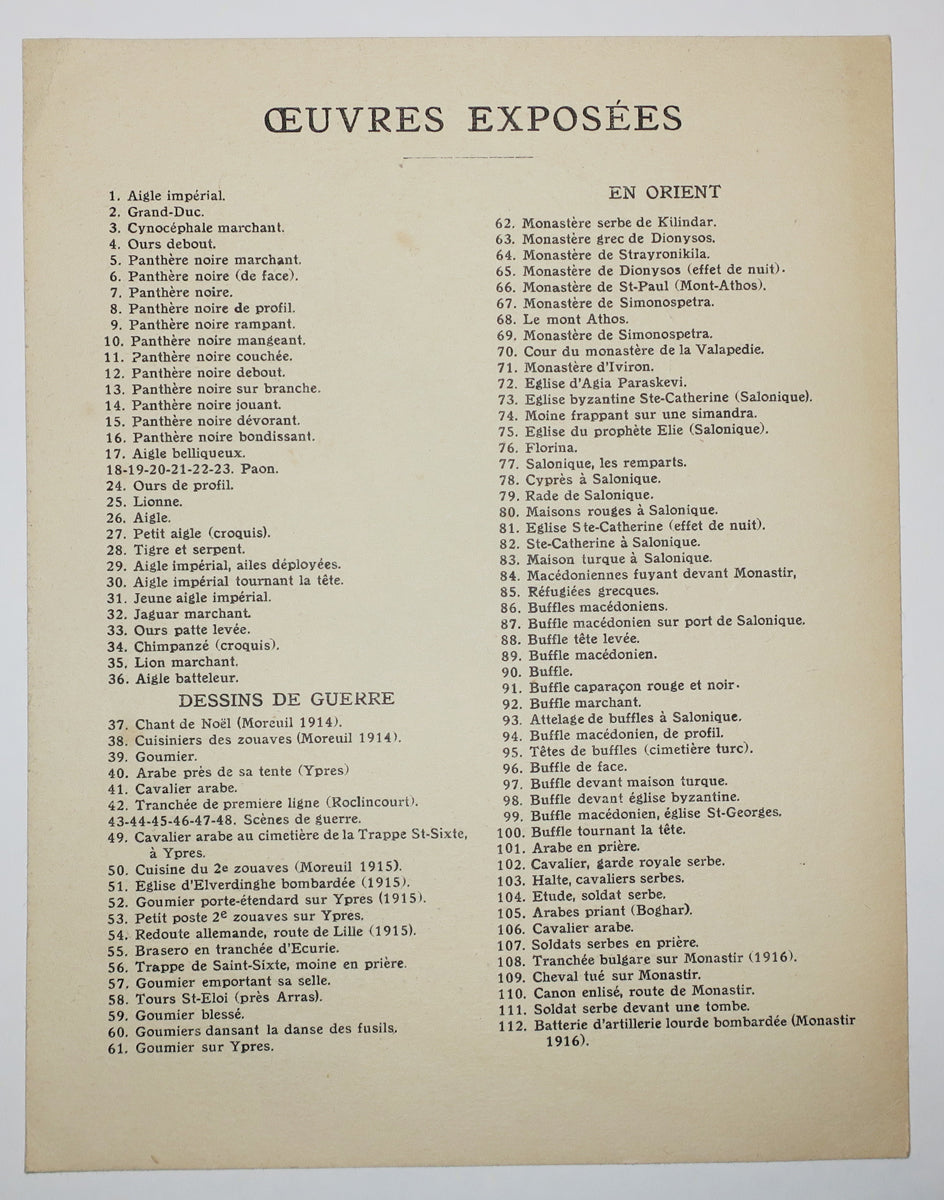 ŒUVRES EXPOSÉES
1. Aigle impérial.
2. Grand-Duc.
3. Cynocéphale marchant.
4. Ours debout.
5. Panthère noire marchant.
6. Panthère noire (de face).
7. Panthère noire.
8. Panthère noire de profil.
9. Panthère noire rampant.
10. Panthère noire mangeant.
11. Panthère noire couchée.
12. Panthère noire debout.
13. Panthère noire sur branche.
14. Panthère noire jouant.
15. Panthère noire dévorant.
16. Panthère noire bondissant.
17. Aigle belliqueux.
18-19-20-21-22-23. Paon.
24. Ours de profil.
25. Lionne.
26. Aigle.
27. Petit aigle (croquis).
28. Tigre et serpent.
29. Aigle impérial, ailes déployées.
30. Aigle impérial tournant la tête.
31. Jeune aigle impérial.
32. Jaguar marchant.
33. Ours patte levée.
34. Chimpanzé (croquis).
35. Lion marchant.
36. Aigle batteleur.
DESSINS DE GUERRE
37. Chant de Noël (Moreuil 1914).
38. Cuisiniers des zouaves (Moreuil 1914).
39. Goumier.
40. Arabe près de sa tente (Ypres)
41. Cavalier arabe.
42. Tranchée de premiere ligne (Roclincourt).
43-44-45-46-47-48. Scènes de guerre.
49. Cavalier arabe au cimetière de la Trappe St-Sixte,
à Ypres.
50. Cuisine du 2e zouaves (Moreuil 1915).
51. Eglise d'Elverdinghe bombardée (1915).
52. Goumier porte-étendard sur Ypres (1915).
53. Petit poste 2e zouaves sur Ypres.
54. Redoute allemande, route de Lille (1915).
55. Brasero en tranchée d'Ecurie.
56. Trappe de Saint-Sixte, moine en prière.
57. Goumier emportant sa selle.
58. Tours St-Eloi (près Arras).
59. Goumier blessé.
60. Goumiers dansant la danse des fusils.
61. Goumier sur Ypres.
EN ORIENT
62. Monastère serbe de Kilindar.
63. Monastère grec de Dionysos.
64. Monastère de Strayronikila.
65. Monastère de Dionysos (effet de nuit).
66. Monastère de St-Paul (Mont-Athos).
67. Monastère de Simonospetra.
68. Le mont Athos.
69. Monastère de Simonospetra.
70. Cour du monastère de la Valapedie.
71. Monastère d'Iviron.
72. Eglise d'Agia Paraskevi.
73. Eglise byzantine Ste-Catherine (Salonique).
74. Moine frappant sur une simandra.
75. Eglise du prophète Elie (Salonique).
76. Florina.
77. Salonique, les remparts.
78. Cyprès à Salonique.
79. Rade de Salonique.
80. Maisons rouges à Salonique.
81. Eglise Ste-Catherine (effet de nuit).
82. Ste-Catherine à Salonique.
83. Maison turque à Salonique.
84. Macédoniennes fuyant devant Monastir,
85. Réfugiées grecques.
86. Buffles macédoniens.
87. Buffle macédonien sur port de Salonique.
88. Buffle tête levée.
89. Buffle macédonien.
90. Buffle.
91. Buffle caparaçon rouge et noir.
92. Buffle marchant.
93. Attelage de buffles à Salonique.
94. Buffle macédonien, de profil.
95. Têtes de buffles (cimetière turc).
96. Buffle de face.
97. Buffle devant maison turque.
98. Buffle devant église byzantine.
99. Buffle macédonien, église St-Georges.
100. Buffle tournant la tête.
101. Arabe en prière.
102. Cavalier, garde royale serbe.
103. Halte, cavaliers serbes.
104. Etude, soldat serbe.
105. Arabes priant (Boghar).
106. Cavalier arabe.
107. Soldats serbes en prière.
108. Tranchée bulgare sur Monastir (1916).
109. Cheval tué sur Monastir.
110. Canon enlisé, route de Monastir.
111. Soldat serbe devant une tombe.
112. Batterie d'artillerie lourde bombardée (Monastir
1916).